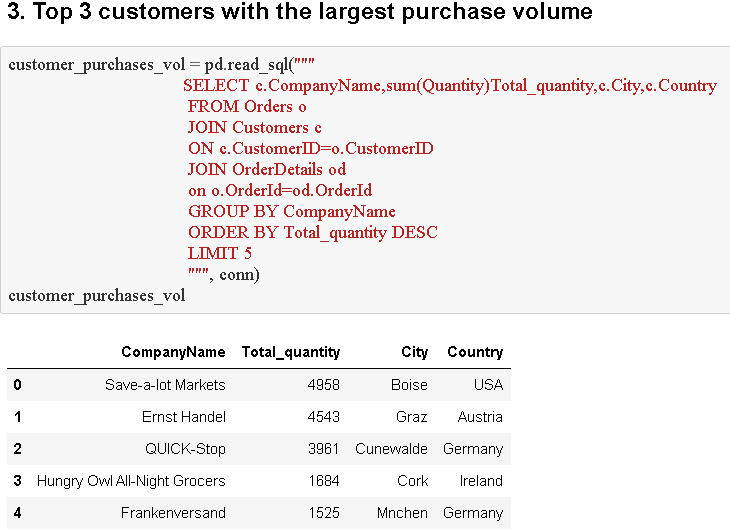 3. Top 3 customers with the largest purchase volume
customer_purchases_vol = pd.read_sql("""
SELECT c.CompanyName,sum(Quantity)Total_quantity,c.City,c.Country
FROM Orders o
JOIN Customers c
ON c.CustomerID=o.CustomerID
JOIN OrderDetails od
on o.OrderId=od.OrderId
GROUP BY CompanyName
ORDER BY Total_quantity DESC
LIMIT 5
""", conn)
customer_purchases_vol
CompanyName Total_quantity City Country
0 Save-a-lot Markets 4958 Boise USA
1 Ernst Handel 4543 Graz Austria
2 QUICK-Stop 3961 Cunewalde Germany
3 Hungry Owl All-Night Grocers 1684 Cork Ireland
4 Frankenversand 1525 Mnchen Germany